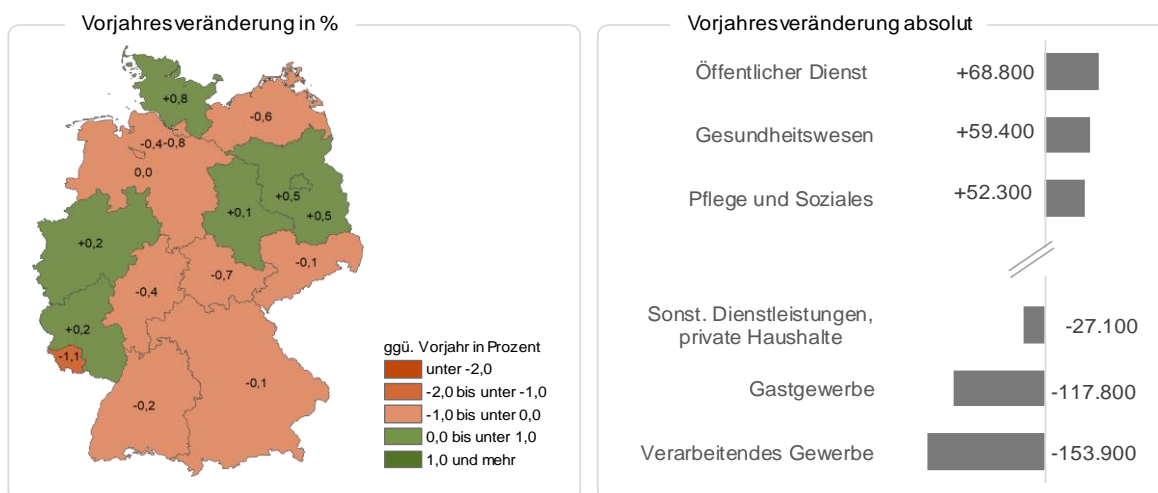 Vorjahresveränderung in %
+0,8
-0,6
-0,4
-0,8
0,0
+0,5
+0,1
+0,5
+0,2
-0,1
-0,7
-0,4
+0,2
-1,1
-0,1
-0,2
ggü. Vorjahr in Prozent
unter -2,0
-2,0 bis unter -1,0
-1,0 bis unter 0,0
0,0 bis unter 1,0
1,0 und mehr
Vorjahresveränderung absolut
Öffentlicher Dienst +68.800
Gesundheitswesen +59.400
Pflege und Soziales +52.300
Sonst. Dienstleistungen,
private Haushalte -27.100
Gastgewerbe -117.800
Verarbeitendes Gewerbe -153.900